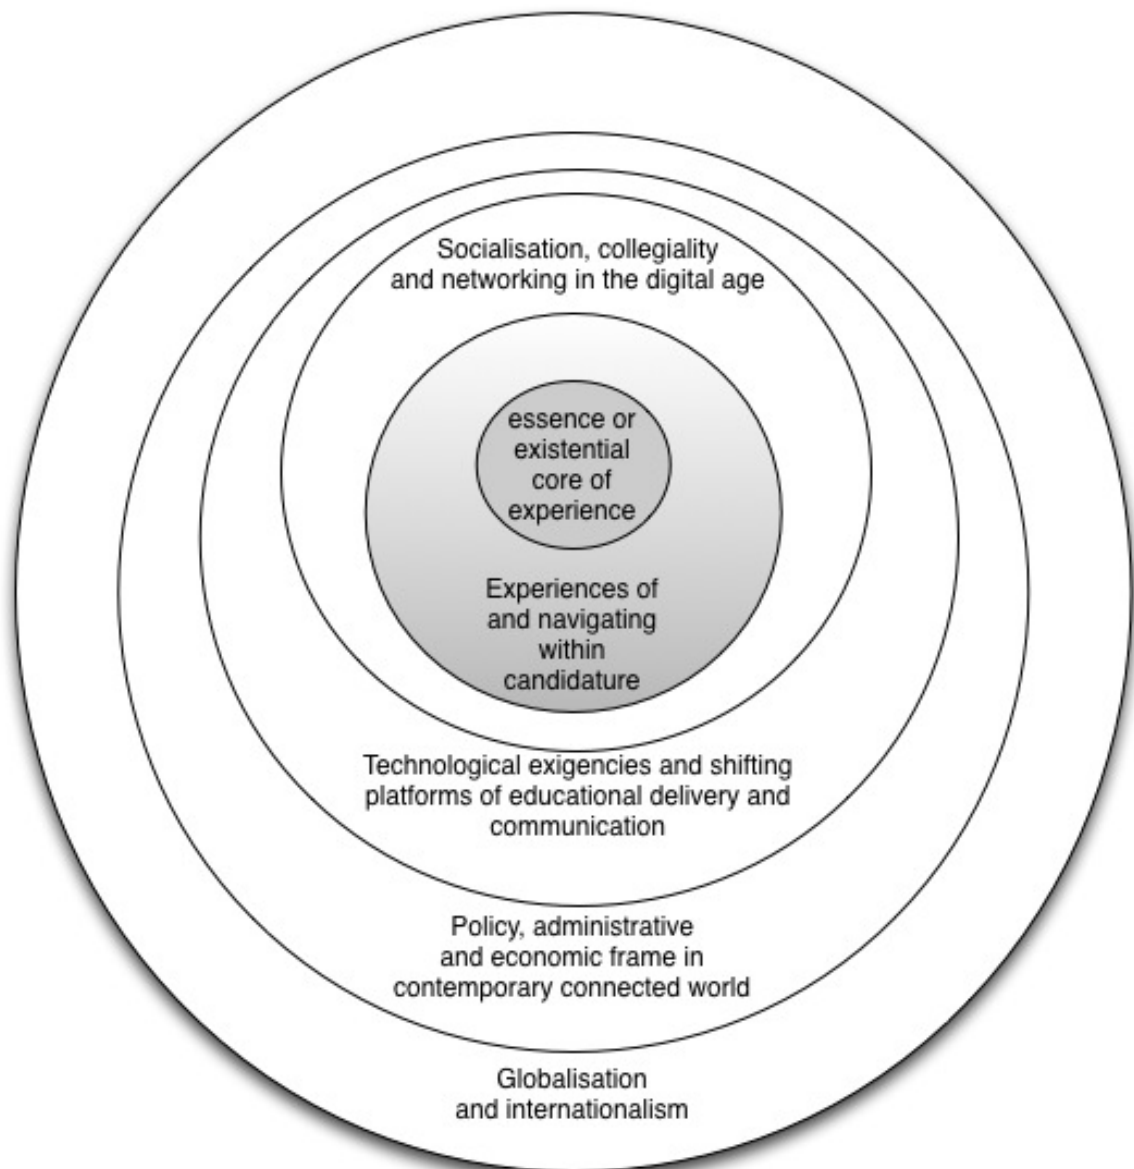 Socialisation, collegiality
and networking in the digital age
essence or
existential
core of
experience
Experiences of
and navigating
within
candidature
Technological exigencies and shifting
platforms of educational delivery and
communication
Policy, administrative
and economic frame in
contemporary connected world
Globalisation
and internationalism